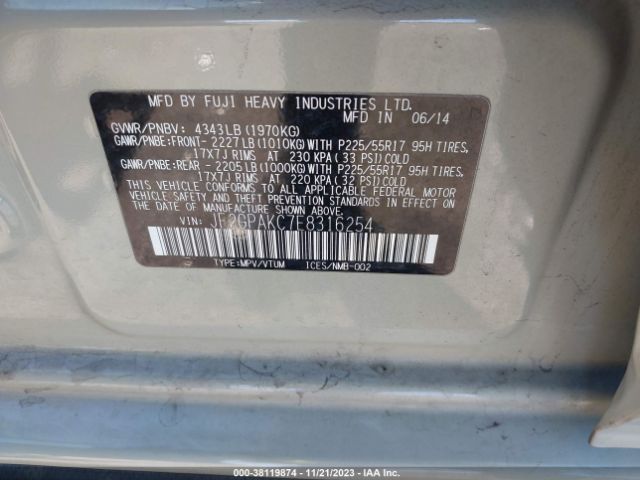 MFD BY FUJI HEAVY INDUSTRIES LTD.
MFD IN 06/14
GVWR/PNBV: 4343LB(1970KG)
GAWR/PNBE:FRONT- 2227LB(1010KG)WITH P225/55R17 95H TIRES,
17X7J RIMS AT 230 KPA(33 PSI)COLD
GAWR/PNBE:REAR - 2205LB(1000KG)WITH P225/55R17 95H TIRES,
17X7J RIMS AT 220 KPA(32 PSI)COLD
THIS VEHICLE CONFORMS TO ALL APPLICABLE FEDERAL MOTOR
VEHICLE SAFETY, BUMPER, AND THEFT PREVENTION STANDARDS
IN EFFECT ON THE DATE OF MANUFACTURE SHOWN ABOVE.
VIN: JF2GPAKC7E8316254
TYPE:MPV/VTUM ICES/NMB-002
000-38119874 11/21/2023 IAA Inc.